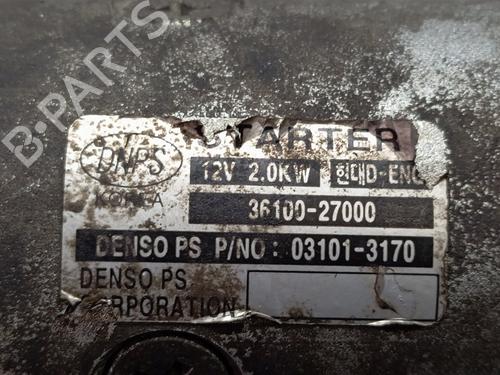 B-PARTS
STARTER
DNPS
12V 2.0KW 현대D-ENG
KOREA
36100-27000
DENSO PS P/NO: 03101-3170
DENSO PS
CORPORATION